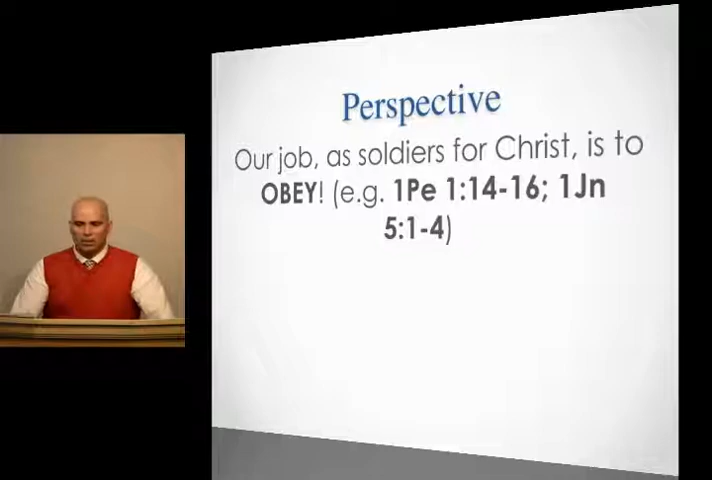 Perspective
Our job, as soldiers for Christ, is to
OBEY! (e.g. 1Pe 1:14-16; 1Jn
5:1-4)